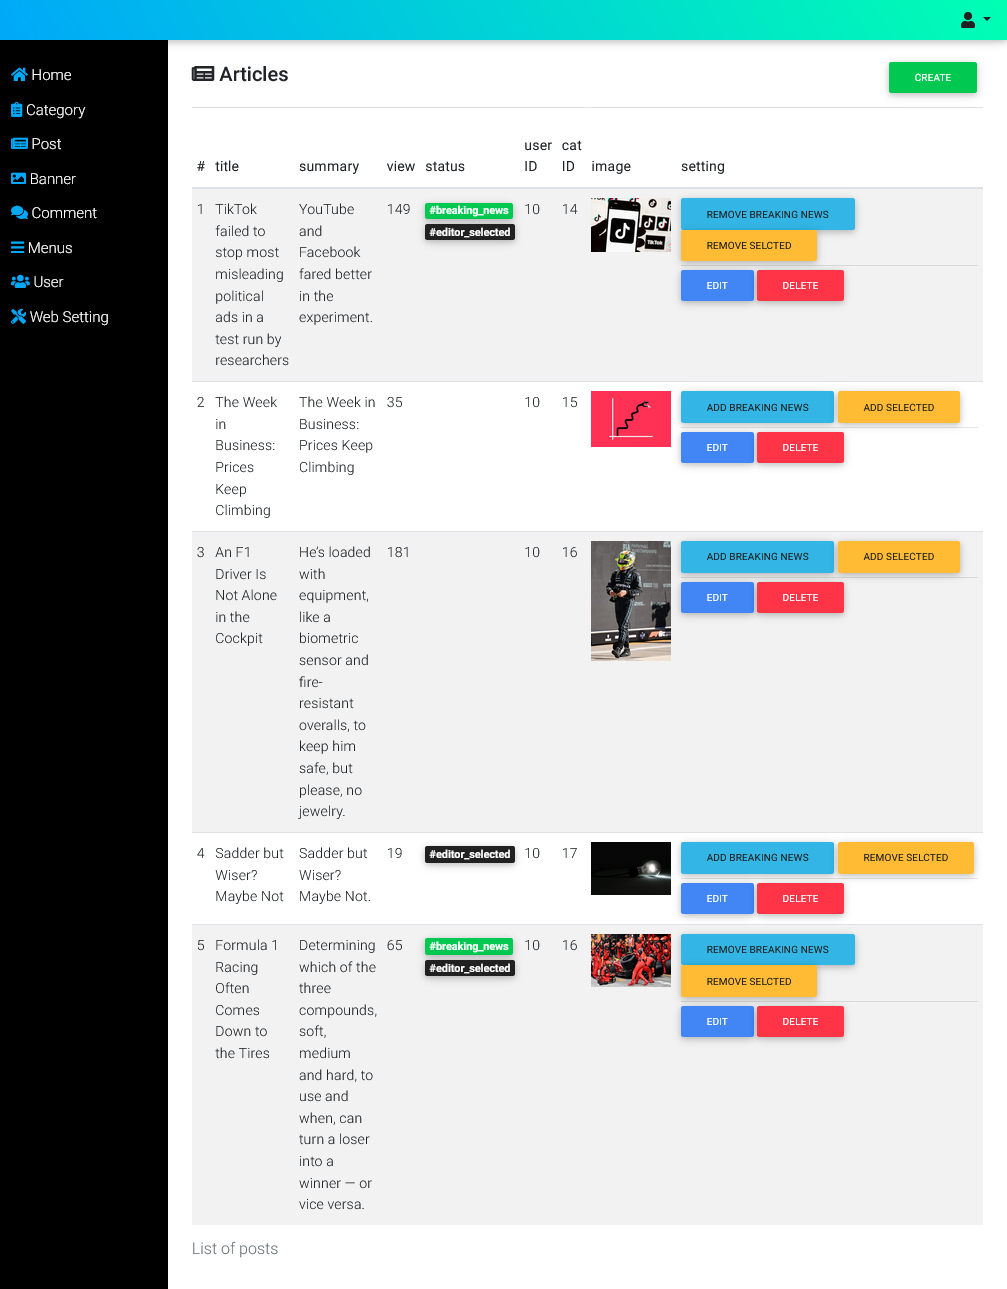 Articles
CREATE
Home
Category
Post
Banner
Comment
Menus
User
Web Setting
# title summary view status user ID cat ID image setting
1 TikTok failed to stop most misleading political ads in a test run by researchers
YouTube and Facebook fared better in the experiment.
149
#breaking_news
#editor_selected
10 14
TikTok
REMOVE BREAKING NEWS
REMOVE SELCTED
EDIT DELETE
2 The Week in Business: Prices Keep Climbing
The Week in Business: Prices Keep Climbing
35 10 15
ADD BREAKING NEWS ADD SELECTED
EDIT DELETE
3 An F1 Driver Is Not Alone in the Cockpit
He's loaded with equipment, like a biometric sensor and fire-resistant overalls, to keep him safe, but please, no jewelry.
181 10 16
ADD BREAKING NEWS ADD SELECTED
EDIT DELETE
4 Sadder but Wiser? Maybe Not
Sadder but Wiser? Maybe Not.
19
#editor_selected
10 17
ADD BREAKING NEWS REMOVE SELCTED
EDIT DELETE
5 Formula 1 Racing Often Comes Down to the Tires
Determining which of the three compounds, soft, medium and hard, to use and when, can turn a loser into a winner — or vice versa.
65
#breaking_news
#editor_selected
10 16
REMOVE BREAKING NEWS
REMOVE SELCTED
EDIT DELETE
List of posts